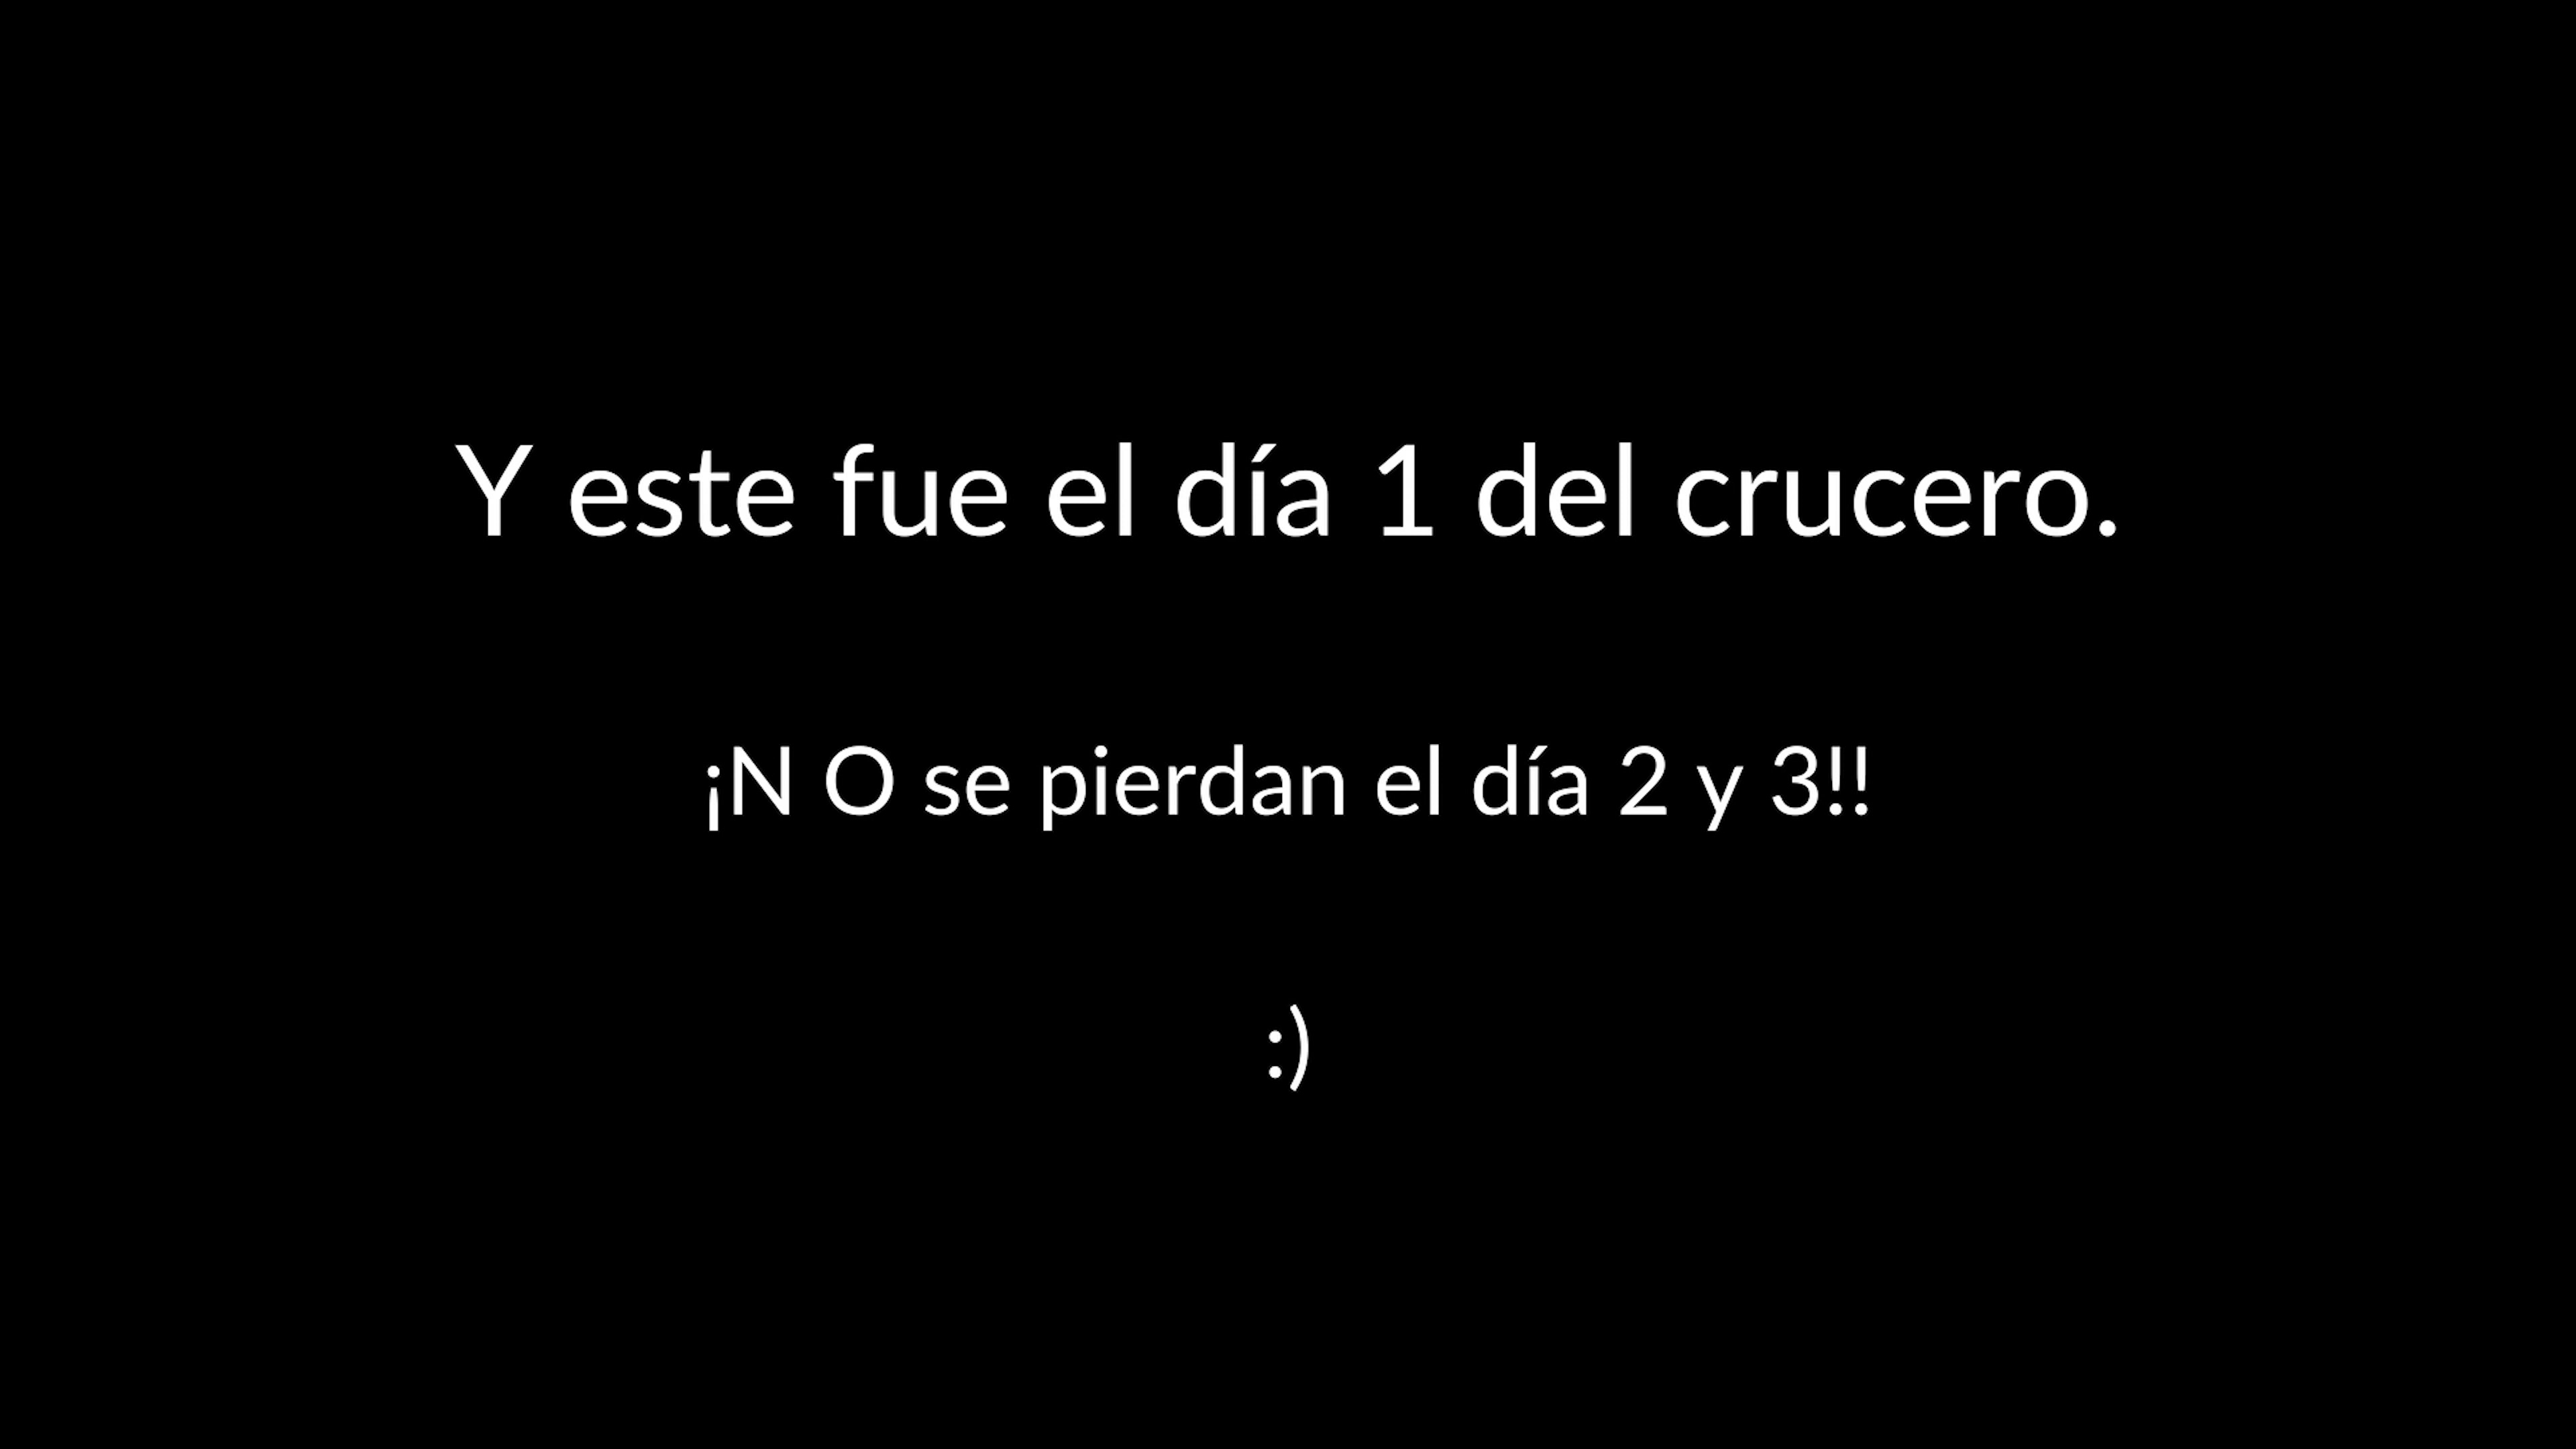 Y este fue el día 1 del crucero.
¡N O se pierdan el día 2 y 3!!
:)